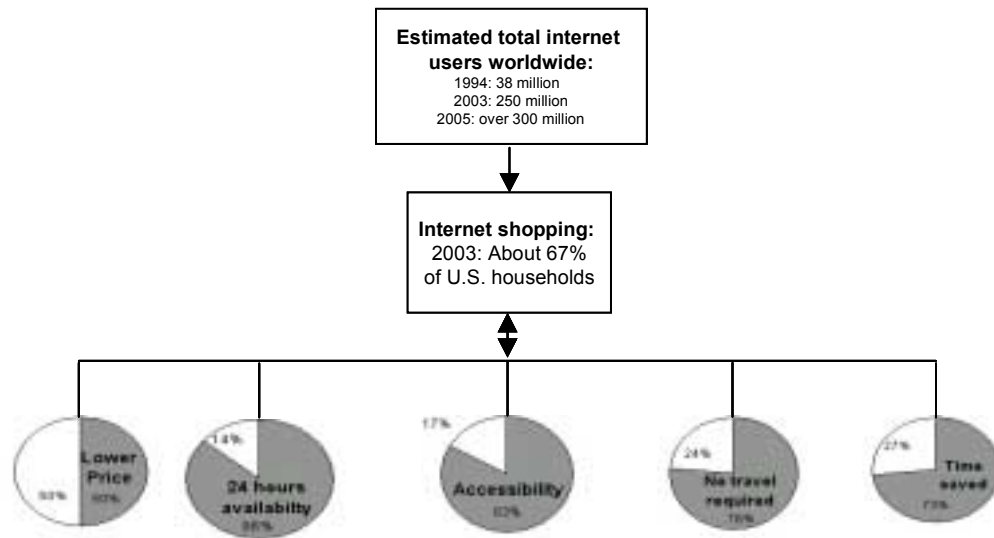 Estimated total internet
users worldwide:
1994: 38 million
2003: 250 million
2005: over 300 million
Internet shopping:
2003: About 67%
of U.S. households
Lower
Price
50%
50%
14%
24 hours
availabilty
86%
17%
Accessibility
83%
24%
No travel
required
76%
27%
Time
saved
73%